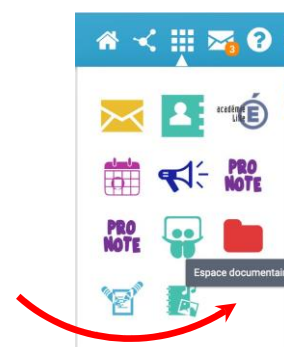 3
?
académie
Lille
É
PRO
NOTE
PRO
NOTE
Espace documentai